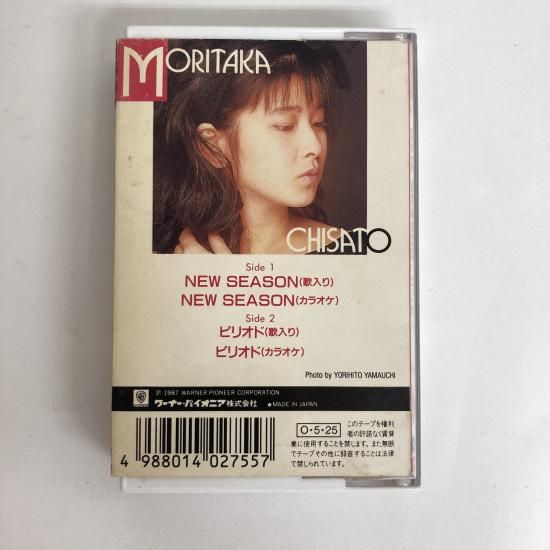 MORITAKA
CHISATO
Side 1
NEW SEASON(歌入り)
NEW SEASON(カラオケ)
Side 2
ピリオド(歌入り)
ピリオド(カラオケ)
Photo by YORIHITO YAMAUCHI
Ⓟ 1987 WARNER PIONEER CORPORATION
ワーナー・パイオニア株式会社 ★MADE IN JAPAN
O・5・25
このテープを権利
者の許諾なく賃貸
業に使用することを禁じます。また無断
でテープその他に録音することは法律
で禁じられています。
4 988014 027557